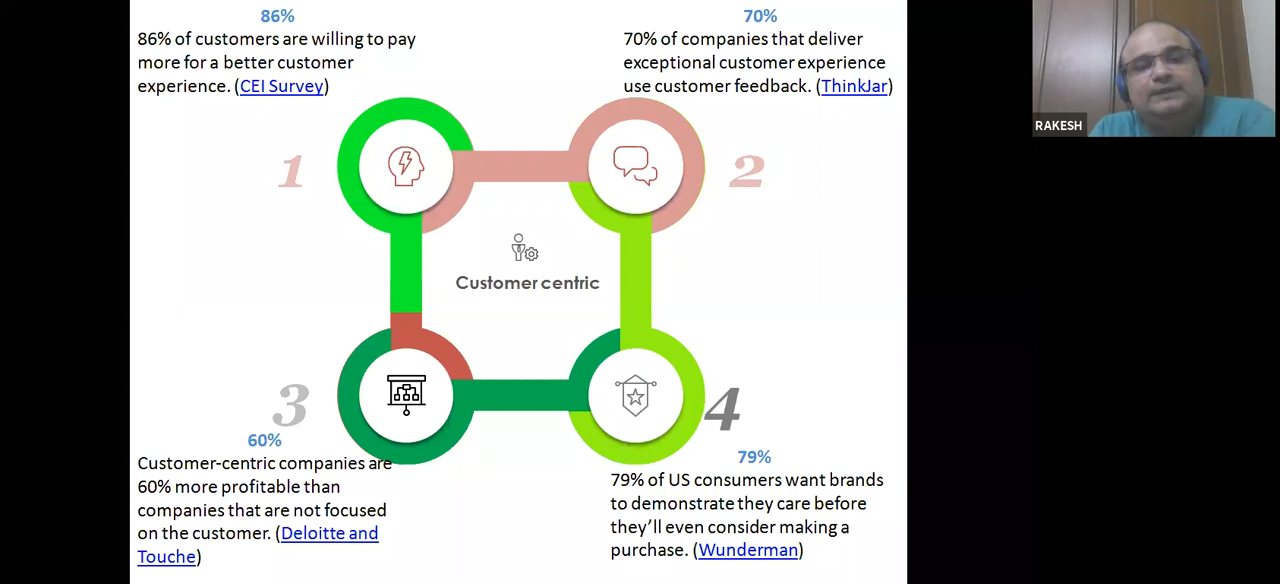 86%
86% of customers are willing to pay
more for a better customer
experience. (CEI Survey)
70%
70% of companies that deliver
exceptional customer experience
use customer feedback. (ThinkJar)
RAKESH
1
2
Customer centric
3
60%
Customer-centric companies are
60% more profitable than
companies that are not focused
on the customer. (Deloitte and
Touche)
4
79%
79% of US consumers want brands
to demonstrate they care before
they'll even consider making a
purchase. (Wunderman)